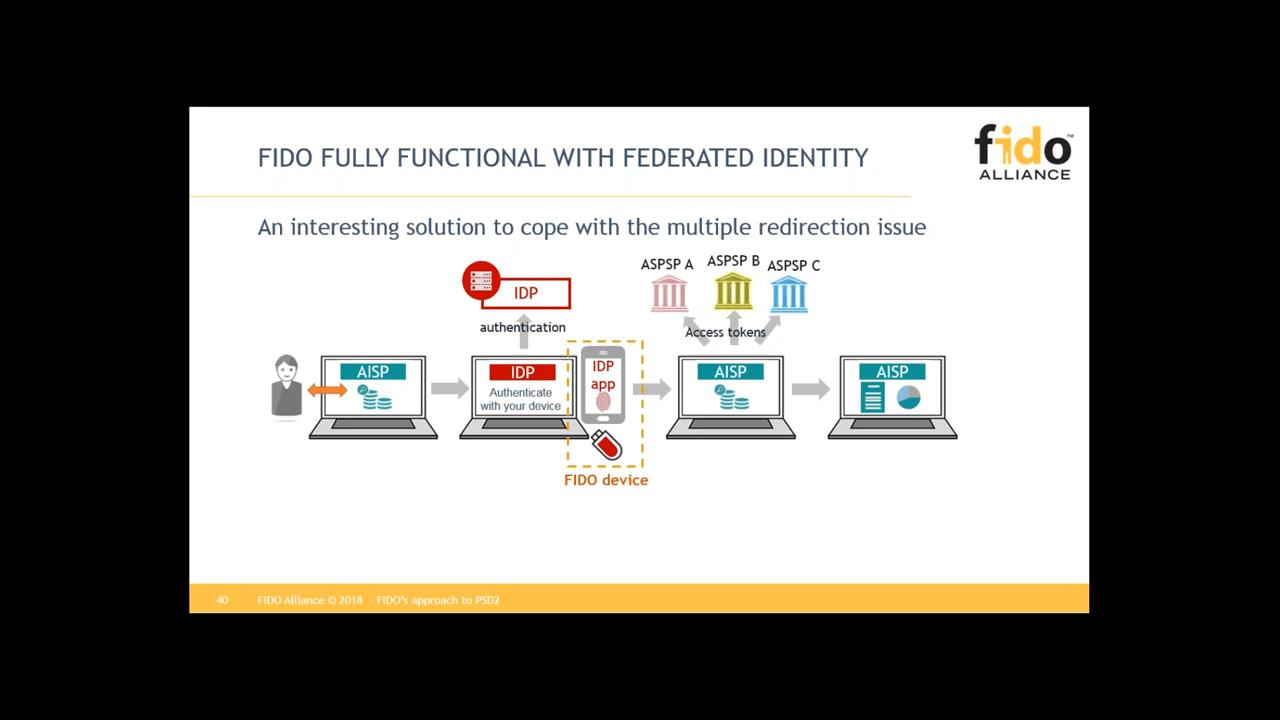 FIDO FULLY FUNCTIONAL WITH FEDERATED IDENTITY
fido™
ALLIANCE
An interesting solution to cope with the multiple redirection issue
IDP
authentication
ASPSP A
ASPSP B
ASPSP C
Access tokens
AISP
IDP
Authenticate
with your device
IDP
app
FIDO device
AISP
AISP
40
FIDO Alliance © 2018 - FIDO's approach to PSD2